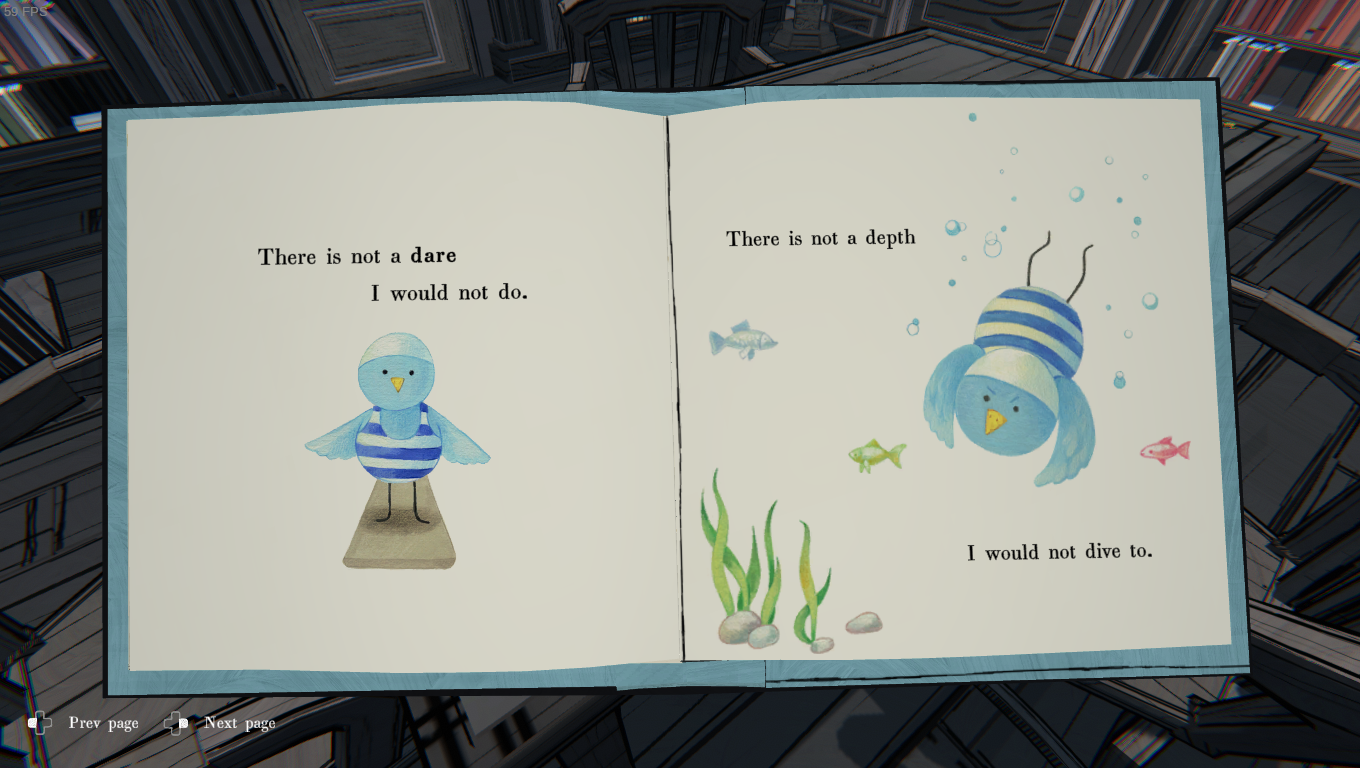 59 FPS
There is not a dare
I would not do.
There is not a depth
I would not dive to.
Prev page
Next page